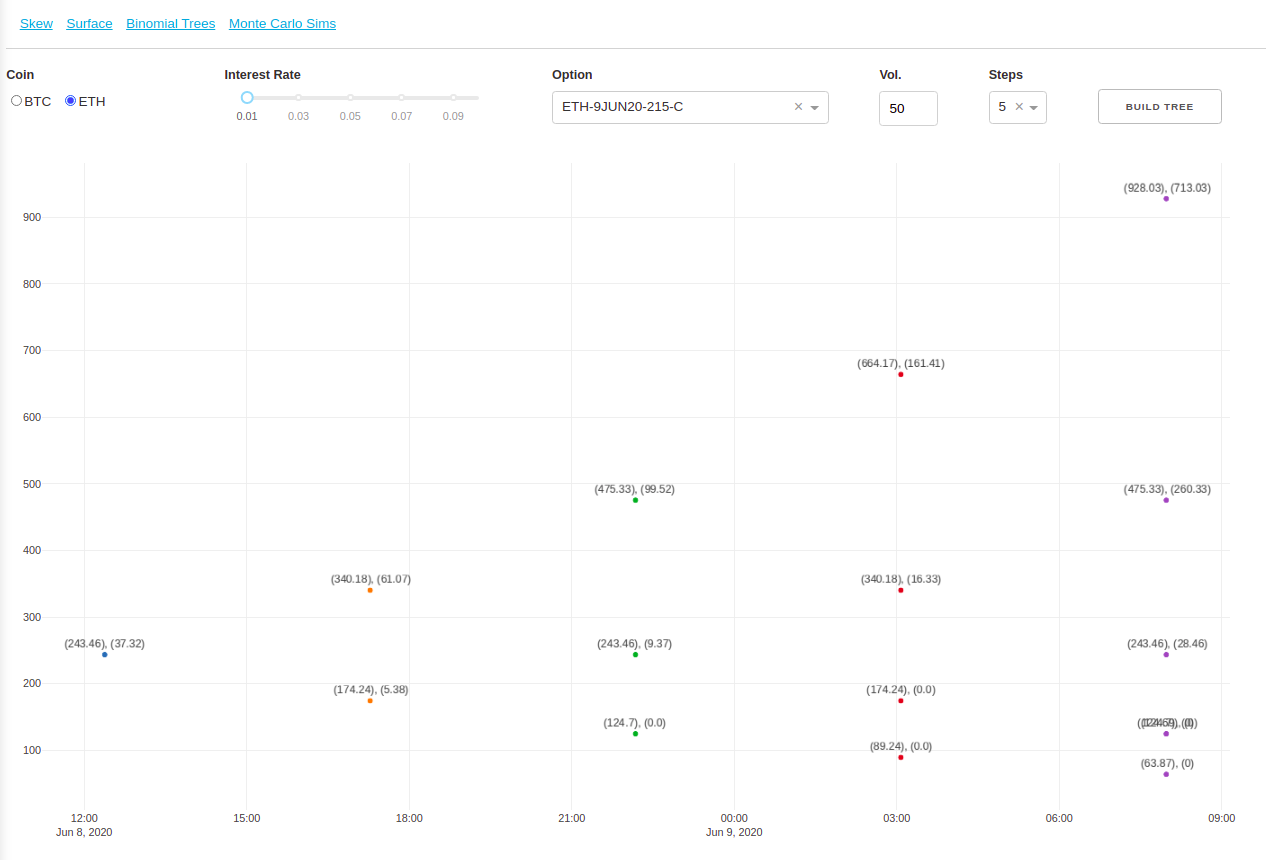 Skew Surface Binomial Trees Monte Carlo Sims
Coin Interest Rate Option Vol. Steps
BTC ETH ETH-9JUN20-215-C × 50 5 × BUILD TREE
0.01 0.03 0.05 0.07 0.09
(928.03), (713.03)
900
800
700
(664.17), (161.41)
600
500
(475.33), (99.52) (475.33), (260.33)
400
(331.18), (61.07) (340.18), (16.33)
300
(243.46), (37.32) (243.46), (9.37) (243.46), (28.46)
200
(174.24), (5.38) (174.24), (0.0)
(124.7), (0.0)
100
(89.24), (0.0)
(63.87), (0)
12:00 15:00 18:00 21:00 00:00 03:00 06:00 09:00
Jun 8, 2020 Jun 9, 2020